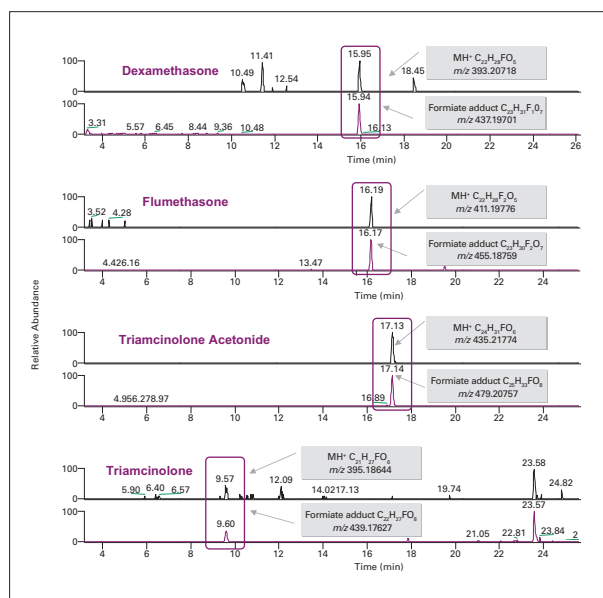 Relative Abundance
Dexamethasone
100
0
10.49
11.41
12.54
15.95
18.45
MH⁺ C₂₂H₂₈FO₅
m/z 393.20718
100
0
3.31
5.57
6.45
8.44
9.36
10.48
15.94
16.13
Formiate adduct C₂₃H₃₁F₁O₇
m/z 437.19701
4 6 8 10 12 14 16 18 20 22 24 26
Time (min)
Flumethasone
100
0
3.52
4.28
16.19
MH⁺ C₂₂H₂₈F₂O₅
m/z 411.19776
100
0
4.426.16
13.47
16.17
Formiate adduct C₂₃H₃₀F₂O₇
m/z 455.18759
4 6 8 10 12 14 16 18 20 22 24
Time (min)
Triamcinolone Acetonide
100
0
17.13
MH⁺ C₂₄H₃₁FO₆
m/z 435.21774
100
0
4.956.278.97
16.89
17.14
Formiate adduct C₂₅H₃₃FO₈
m/z 479.20757
4 6 8 10 12 14 16 18 20 22 24
Time (min)
Triamcinolone
100
0
5.90
6.40
6.57
9.57
12.09
14.0217.13
19.74
23.58
24.82
MH⁺ C₂₁H₂₇FO₆
m/z 395.18644
100
0
9.60
21.05
22.81
23.57
23.84
2
Formiate adduct C₂₂H₂₇FO₈
m/z 439.17627
4 6 8 10 12 14 16 18 20 22 24
Time (min)